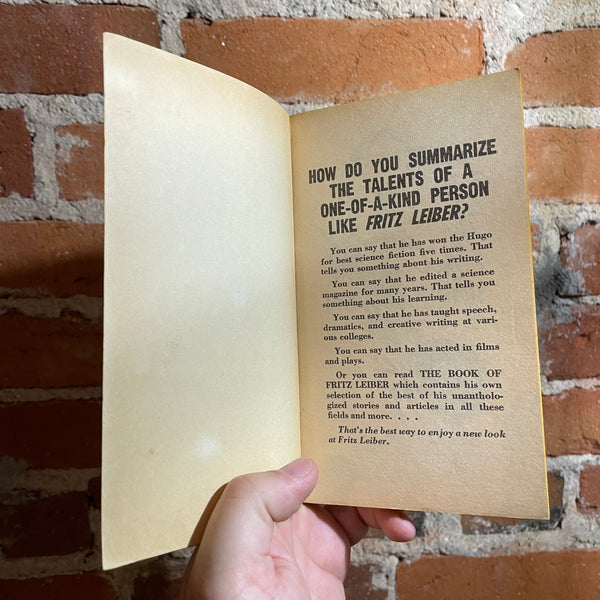 HOW DO YOU SUMMARIZE
THE TALENTS OF A
ONE-OF-A-KIND PERSON
LIKE FRITZ LEIBER?
You can say that he has won the Hugo
for best science fiction five times. That
tells you something about his writing.
You can say that he edited a science
magazine for many years. That tells you
something about his learning.
You can say that he has taught speech,
dramatics, and creative writing at vari-
ous colleges.
You can say that he has acted in films
and plays.
Or you can read THE BOOK OF
FRITZ LEIBER which contains his own
selection of the best of his unantholo-
gized stories and articles in all these
fields and more. . . .
That's the best way to enjoy a new look
at Fritz Leiber.